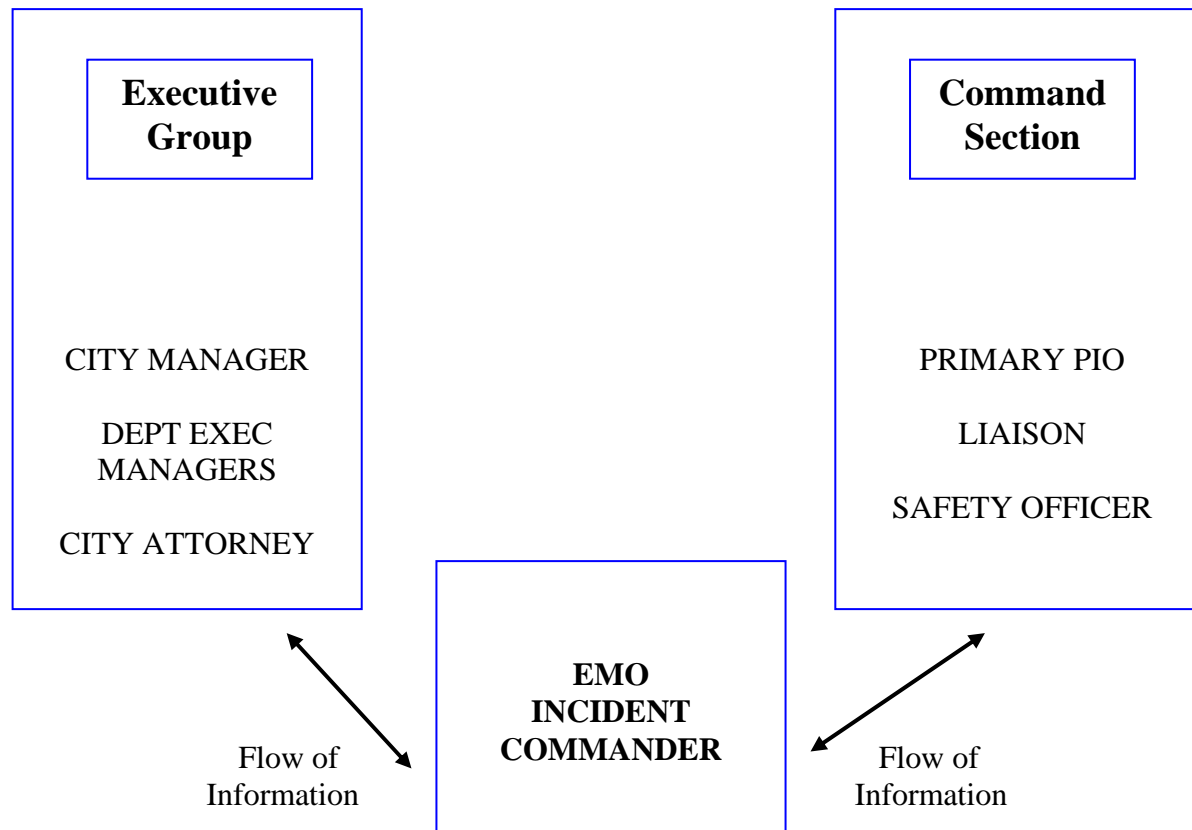 Executive
Group
CITY MANAGER
DEPT EXEC
MANAGERS
CITY ATTORNEY
Command
Section
PRIMARY PIO
LIAISON
SAFETY OFFICER
EMO
INCIDENT
COMMANDER
Flow of
Information
Flow of
Information